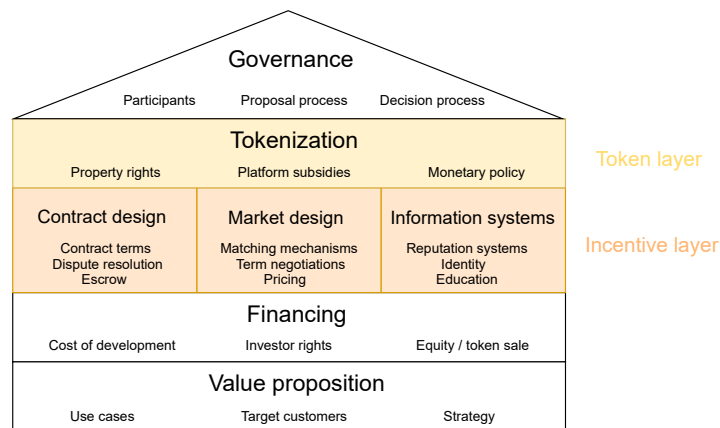 Governance
Participants Proposal process Decision process
Tokenization
Property rights Platform subsidies Monetary policy
Token layer
Contract design
Contract terms
Dispute resolution
Escrow
Market design
Matching mechanisms
Term negotiations
Pricing
Information systems
Reputation systems
Identity
Education
Incentive layer
Financing
Cost of development Investor rights Equity / token sale
Value proposition
Use cases Target customers Strategy